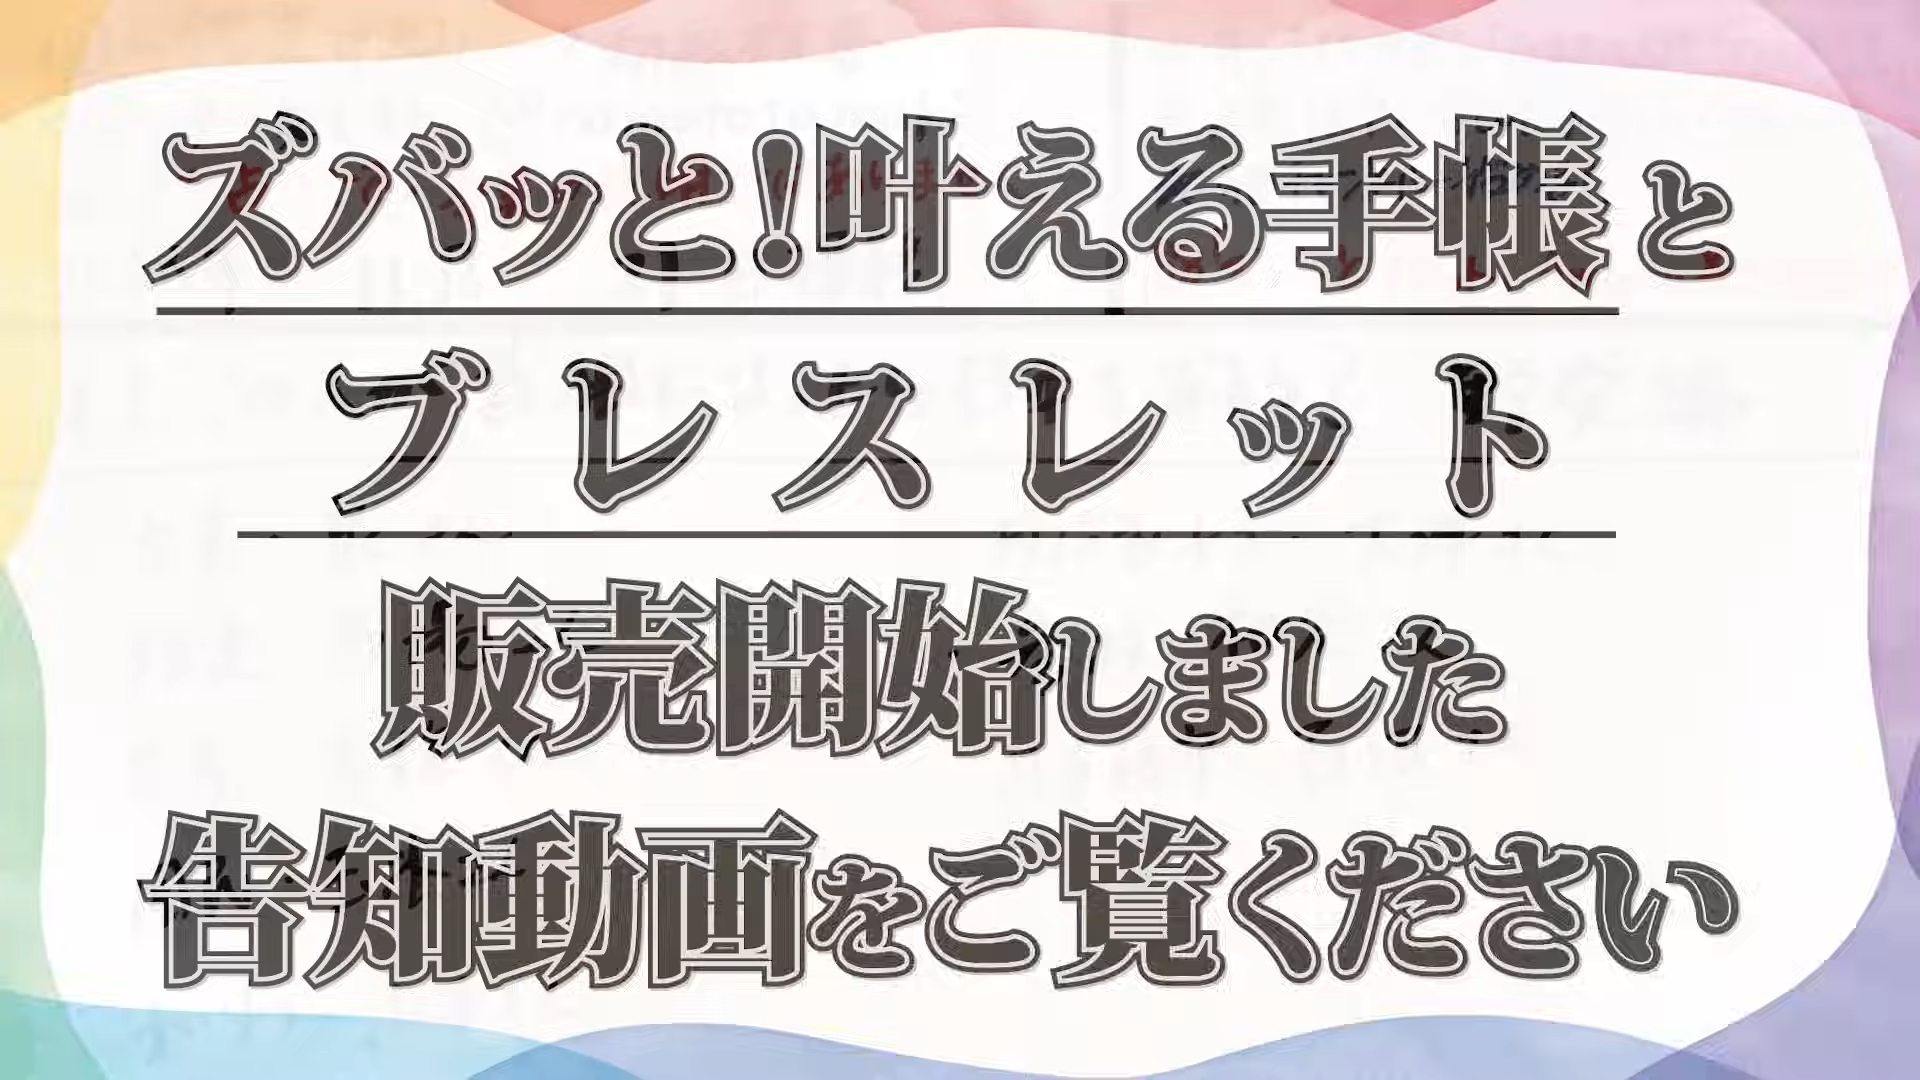 ズバッと!叶える手帳と
ブレスレット
販売開始しました
告知動画をご覧ください